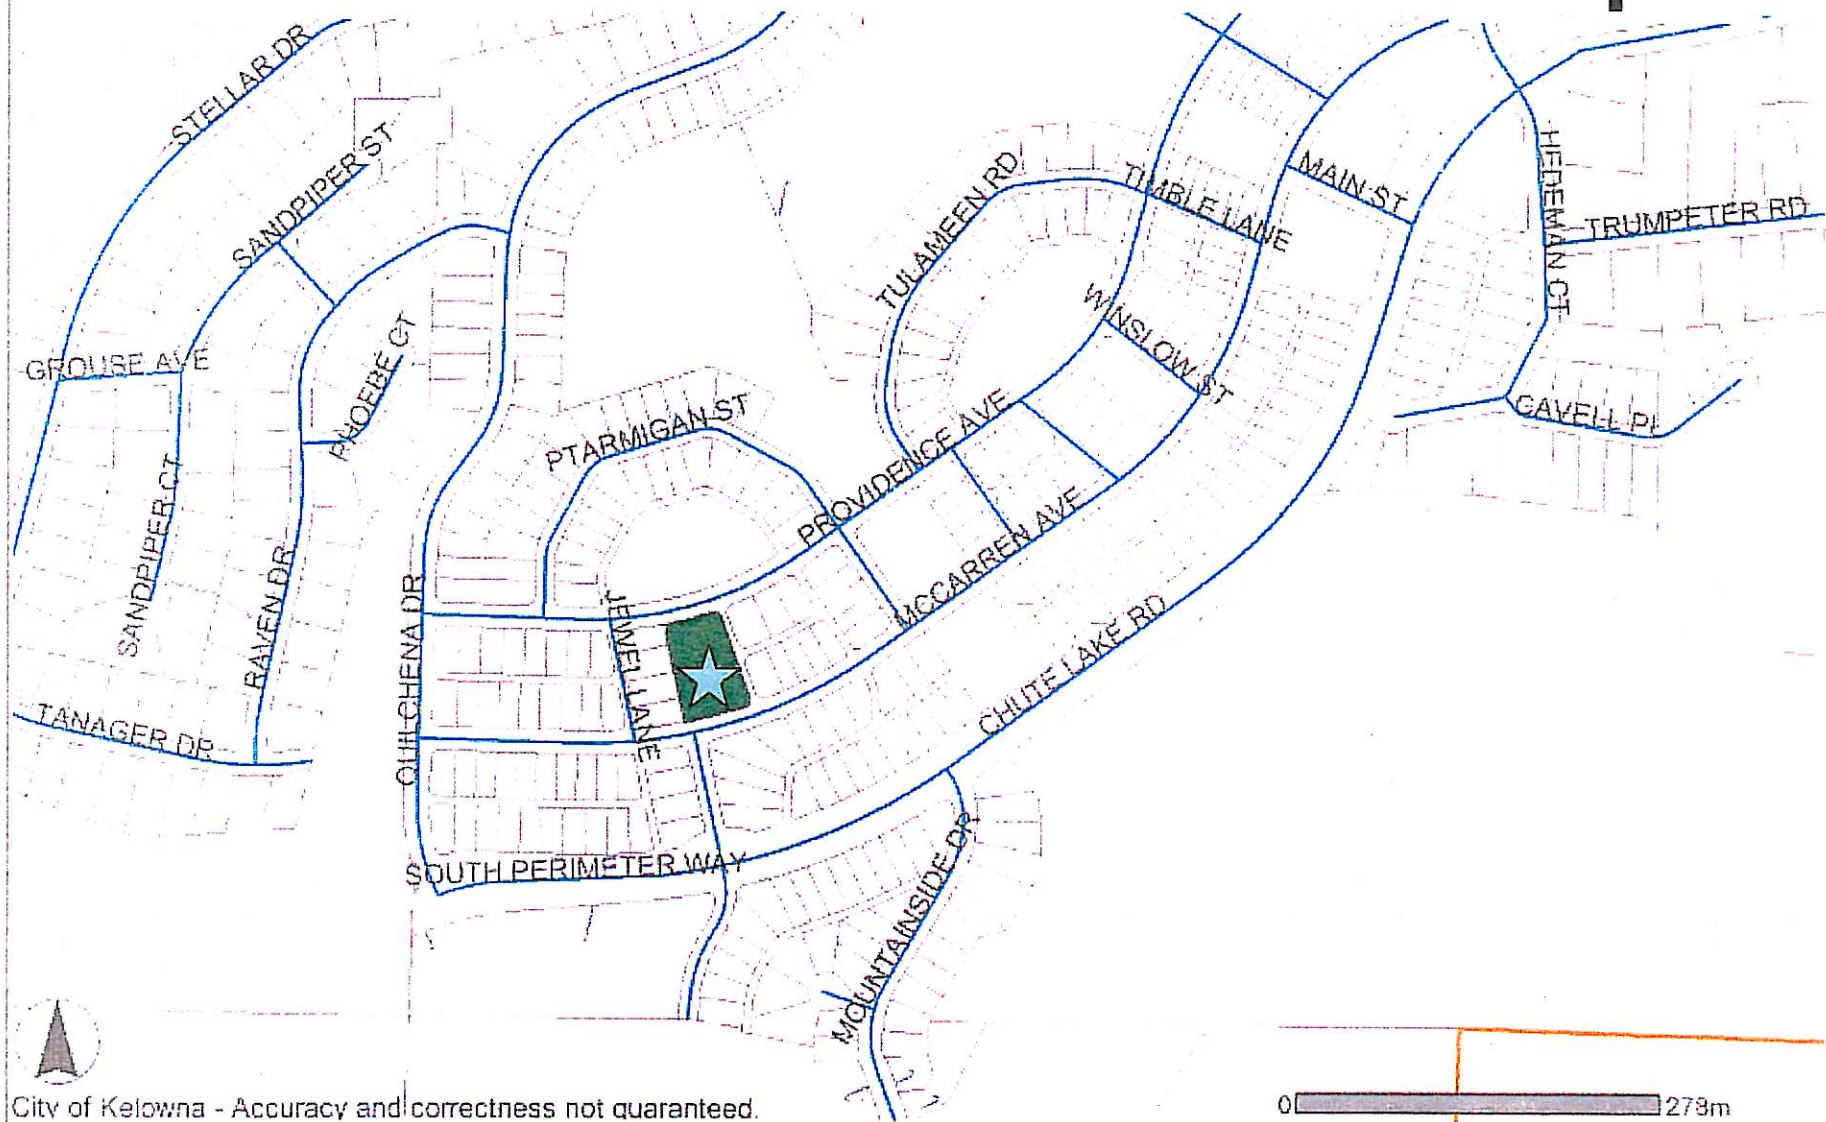 STELLAR DR
SANDPIPER ST
TULAMEEN RD
TIMBLE LANE
MAIN ST
HEDEMAN CT
TRUMPETER RD
GROUSE AVE
PHOEBE CT
WINSLOW ST
PTARMIGAN ST
PROVIDENCE AVE
CAVELL PL
SANDPIPER CT
RAVEN DR
QUILCHENA DR
JEWELL LANE
MCCARREN AVE
CHUTE LAKE RD
TANAGER DR
SOUTH PERIMETER WAY
MOUNTAINSIDE DR
City of Kelowna - Accuracy and correctness not guaranteed.
0 278m